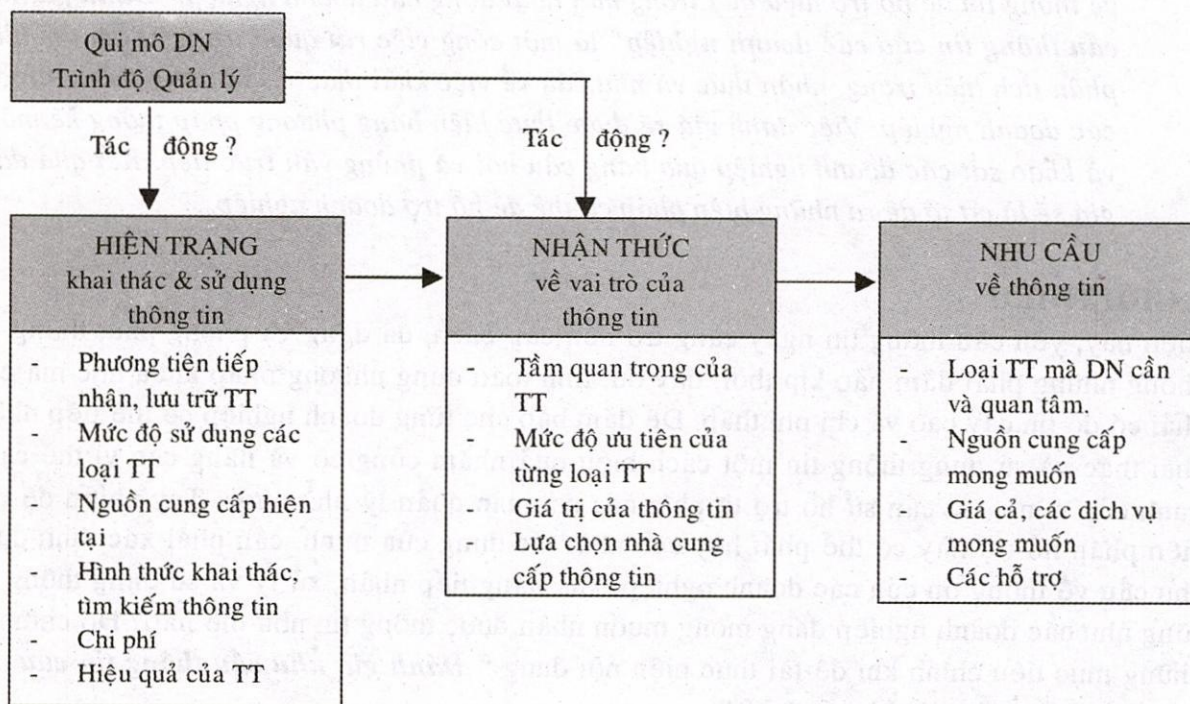 Qui mô DN
Trình độ Quản lý
Tác động ?
Tác động ?
HIỆN TRẠNG
khai thác & sử dụng
thông tin
- Phương tiện tiếp
nhận, lưu trữ TT
- Mức độ sử dụng các
loại TT
- Nguồn cung cấp hiện
tại
- Hình thức khai thác,
tìm kiếm thông tin
- Chi phí
- Hiệu quả của TT
NHẬN THỨC
về vai trò của
thông tin
- Tầm quan trọng của
TT
- Mức độ ưu tiên của
từng loại TT
- Giá trị của thông tin
- Lựa chọn nhà cung
cấp thông tin
NHU CẦU
về thông tin
- Loại TT mà DN cần
và quan tâm.
- Nguồn cung cấp
mong muốn
- Giá cả, các dịch vụ
mong muốn
- Các hỗ trợ